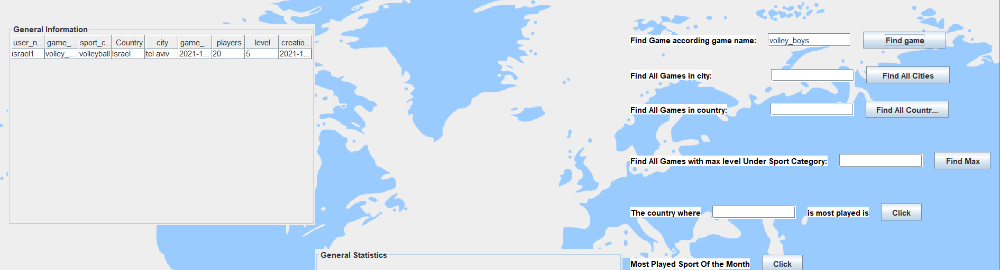 General Information
user_n... game_... sport_c... Country city game_... players level creatio...
israel1 volley_... volleyball Israel tel aviv 2021-1... 20 5 2021-1...
Find Game according game name: volley_boys Find game
Find All Games in city: Find All Cities
Find All Games in country: Find All Countr...
Find All Games with max level Under Sport Category: Find Max
The country where is most played is Click
General Statistics
Most Played Sport Of the Month Click